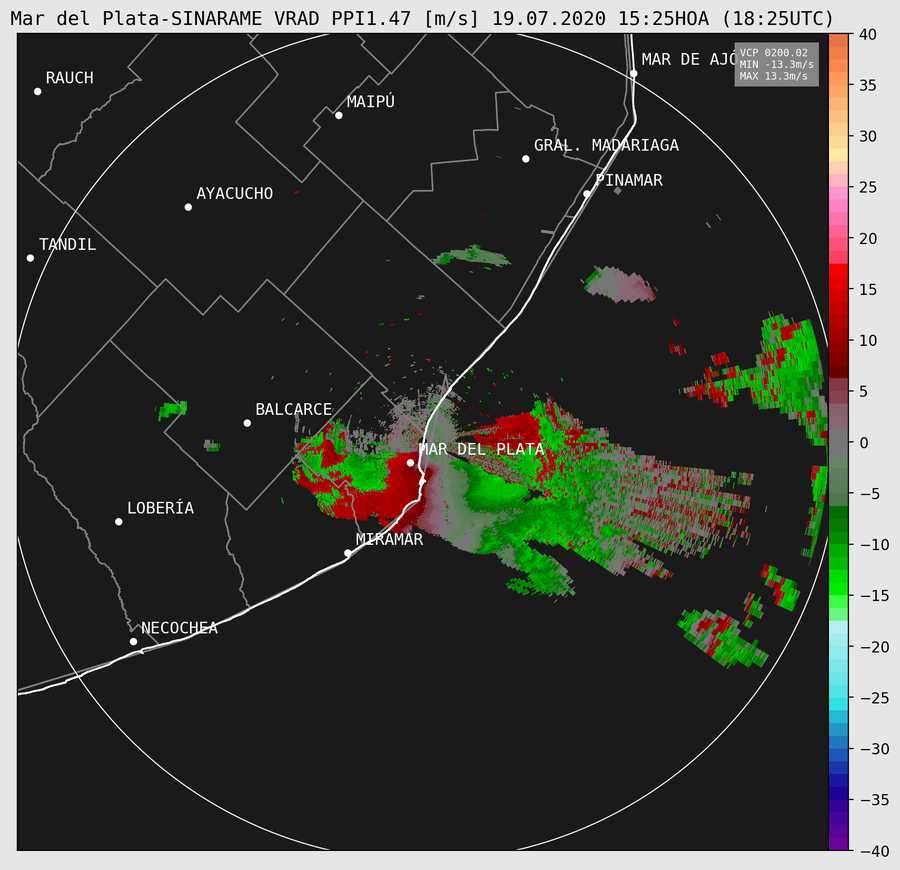 Mar del Plata-SINARAME VRAD PPI1.47 [m/s] 19.07.2020 15:25HOA (18:25UTC)
MAR DE AJÓ
VCP 0200.02
MIN -13.3m/s
MAX 13.3m/s
RAUCH
MAIPÚ
GRAL. MADARIAGA
PINAMAR
AYACUCHO
TANDIL
BALCARCE
MAR DEL PLATA
LOBERÍA
MIRAMAR
NECOCHEA
40
35
30
25
20
15
10
5
0
−5
−10
−15
−20
−25
−30
−35
−40